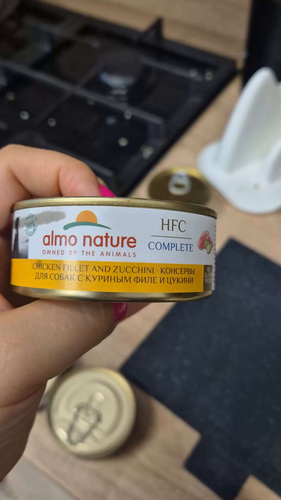 almo nature
OWNED BY THE ANIMALS
HFC
COMPLETE
CHICKEN FILLET AND ZUCCHINI · КОНСЕРВЫ
ДЛЯ СОБАК С КУРИНЫМ ФИЛЕ И ЦУКИНИ